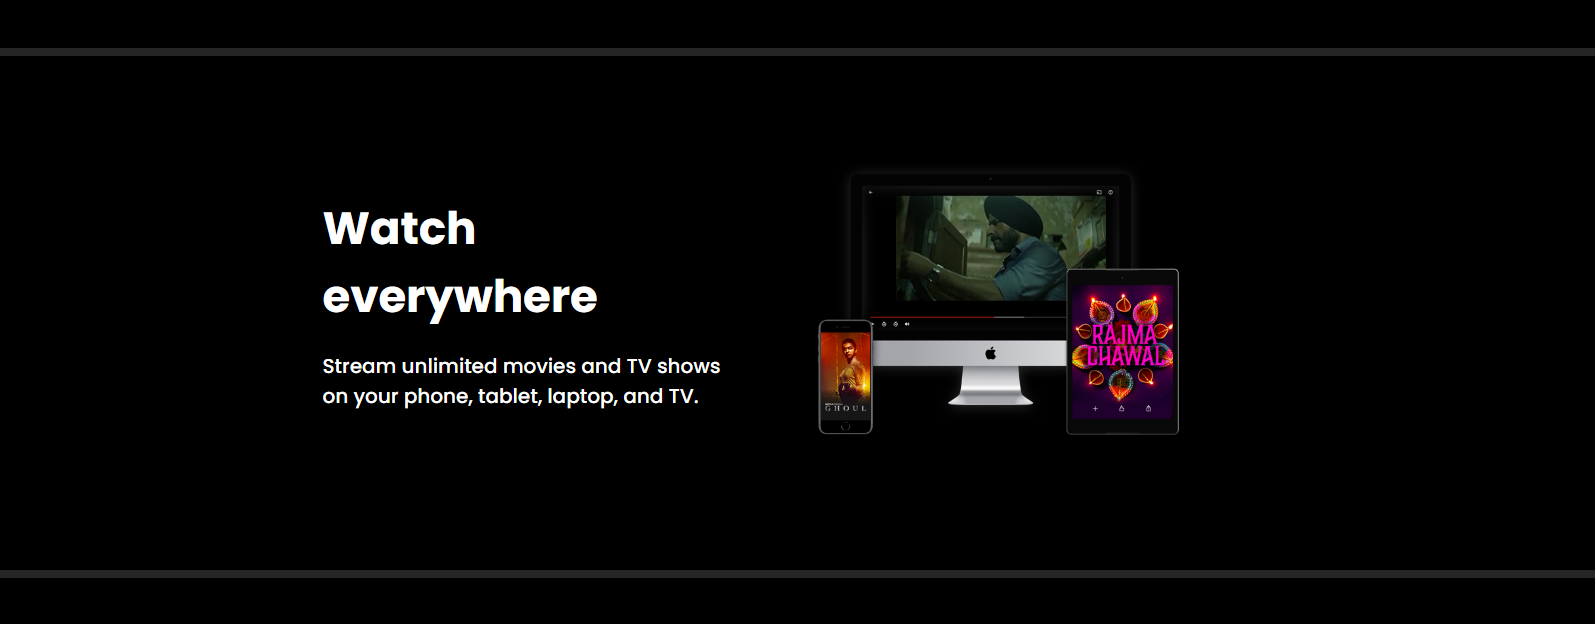 Watch
everywhere
Stream unlimited movies and TV shows
on your phone, tablet, laptop, and TV.
RAJMA
CHAWAL
GHOUL